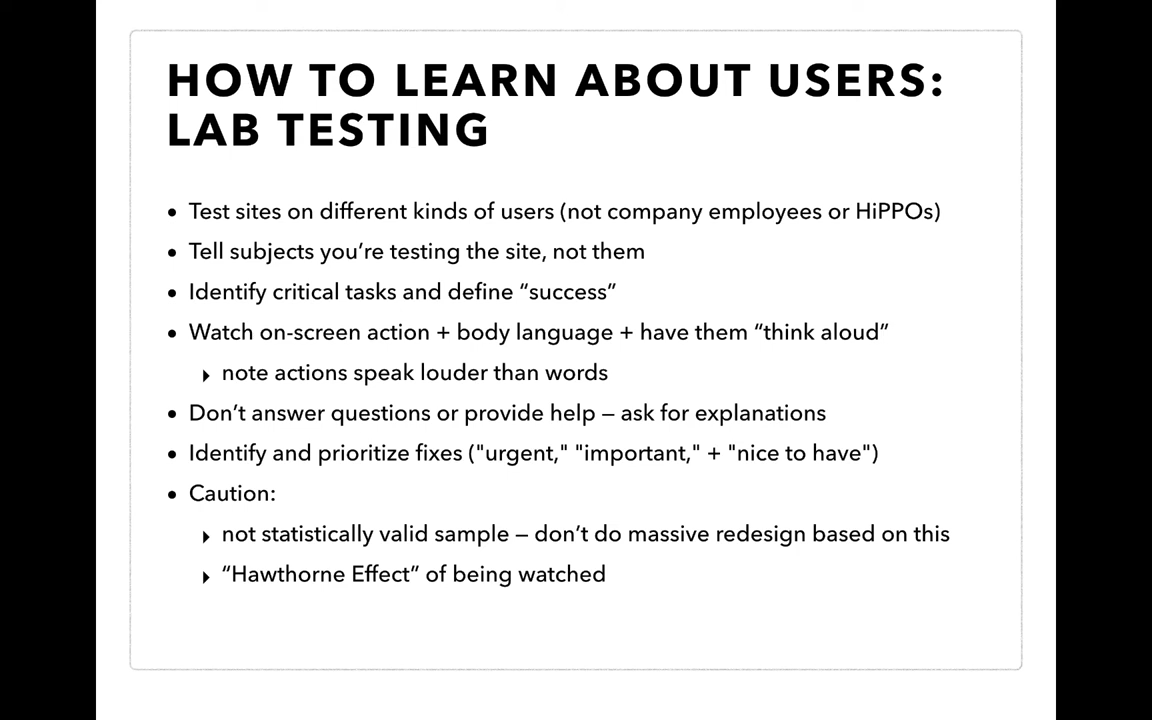 HOW TO LEARN ABOUT USERS:
LAB TESTING
• Test sites on different kinds of users (not company employees or HiPPOs)
• Tell subjects you’re testing the site, not them
• Identify critical tasks and define “success”
• Watch on-screen action + body language + have them “think aloud”
‣ note actions speak louder than words
• Don’t answer questions or provide help – ask for explanations
• Identify and prioritize fixes ("urgent," "important," + "nice to have")
• Caution:
‣ not statistically valid sample – don’t do massive redesign based on this
‣ “Hawthorne Effect” of being watched